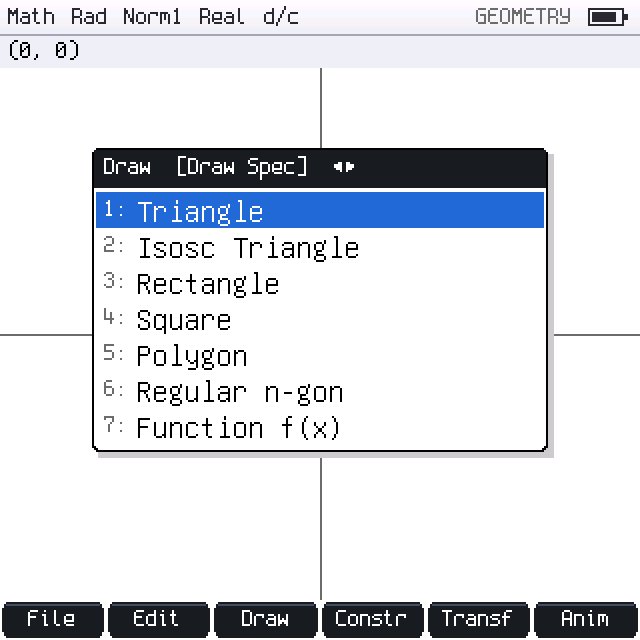 Math Rad Norm1 Real d/c GEOMETRY
(0, 0)
Draw [Draw Spec]
1: Triangle
2: Isosc Triangle
3: Rectangle
4: Square
5: Polygon
6: Regular n-gon
7: Function f(x)
File Edit Draw Constr Transf Anim